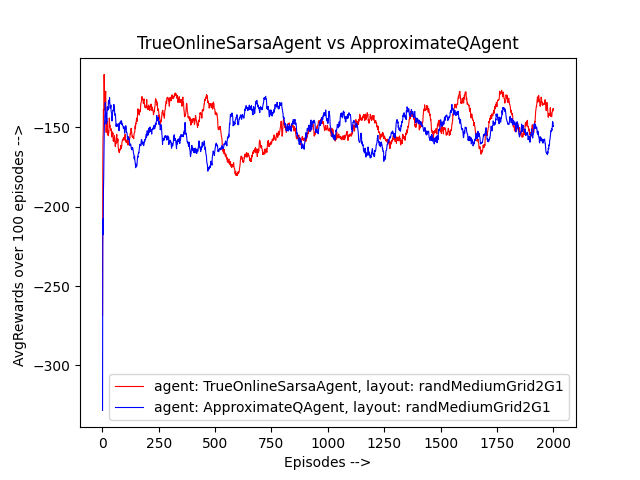 TrueOnlineSarsaAgent vs ApproximateQAgent
AvgRewards over 100 episodes -->
−150
−200
−250
−300
agent: TrueOnlineSarsaAgent, layout: randMediumGrid2G1
agent: ApproximateQAgent, layout: randMediumGrid2G1
0 250 500 750 1000 1250 1500 1750 2000
Episodes -->